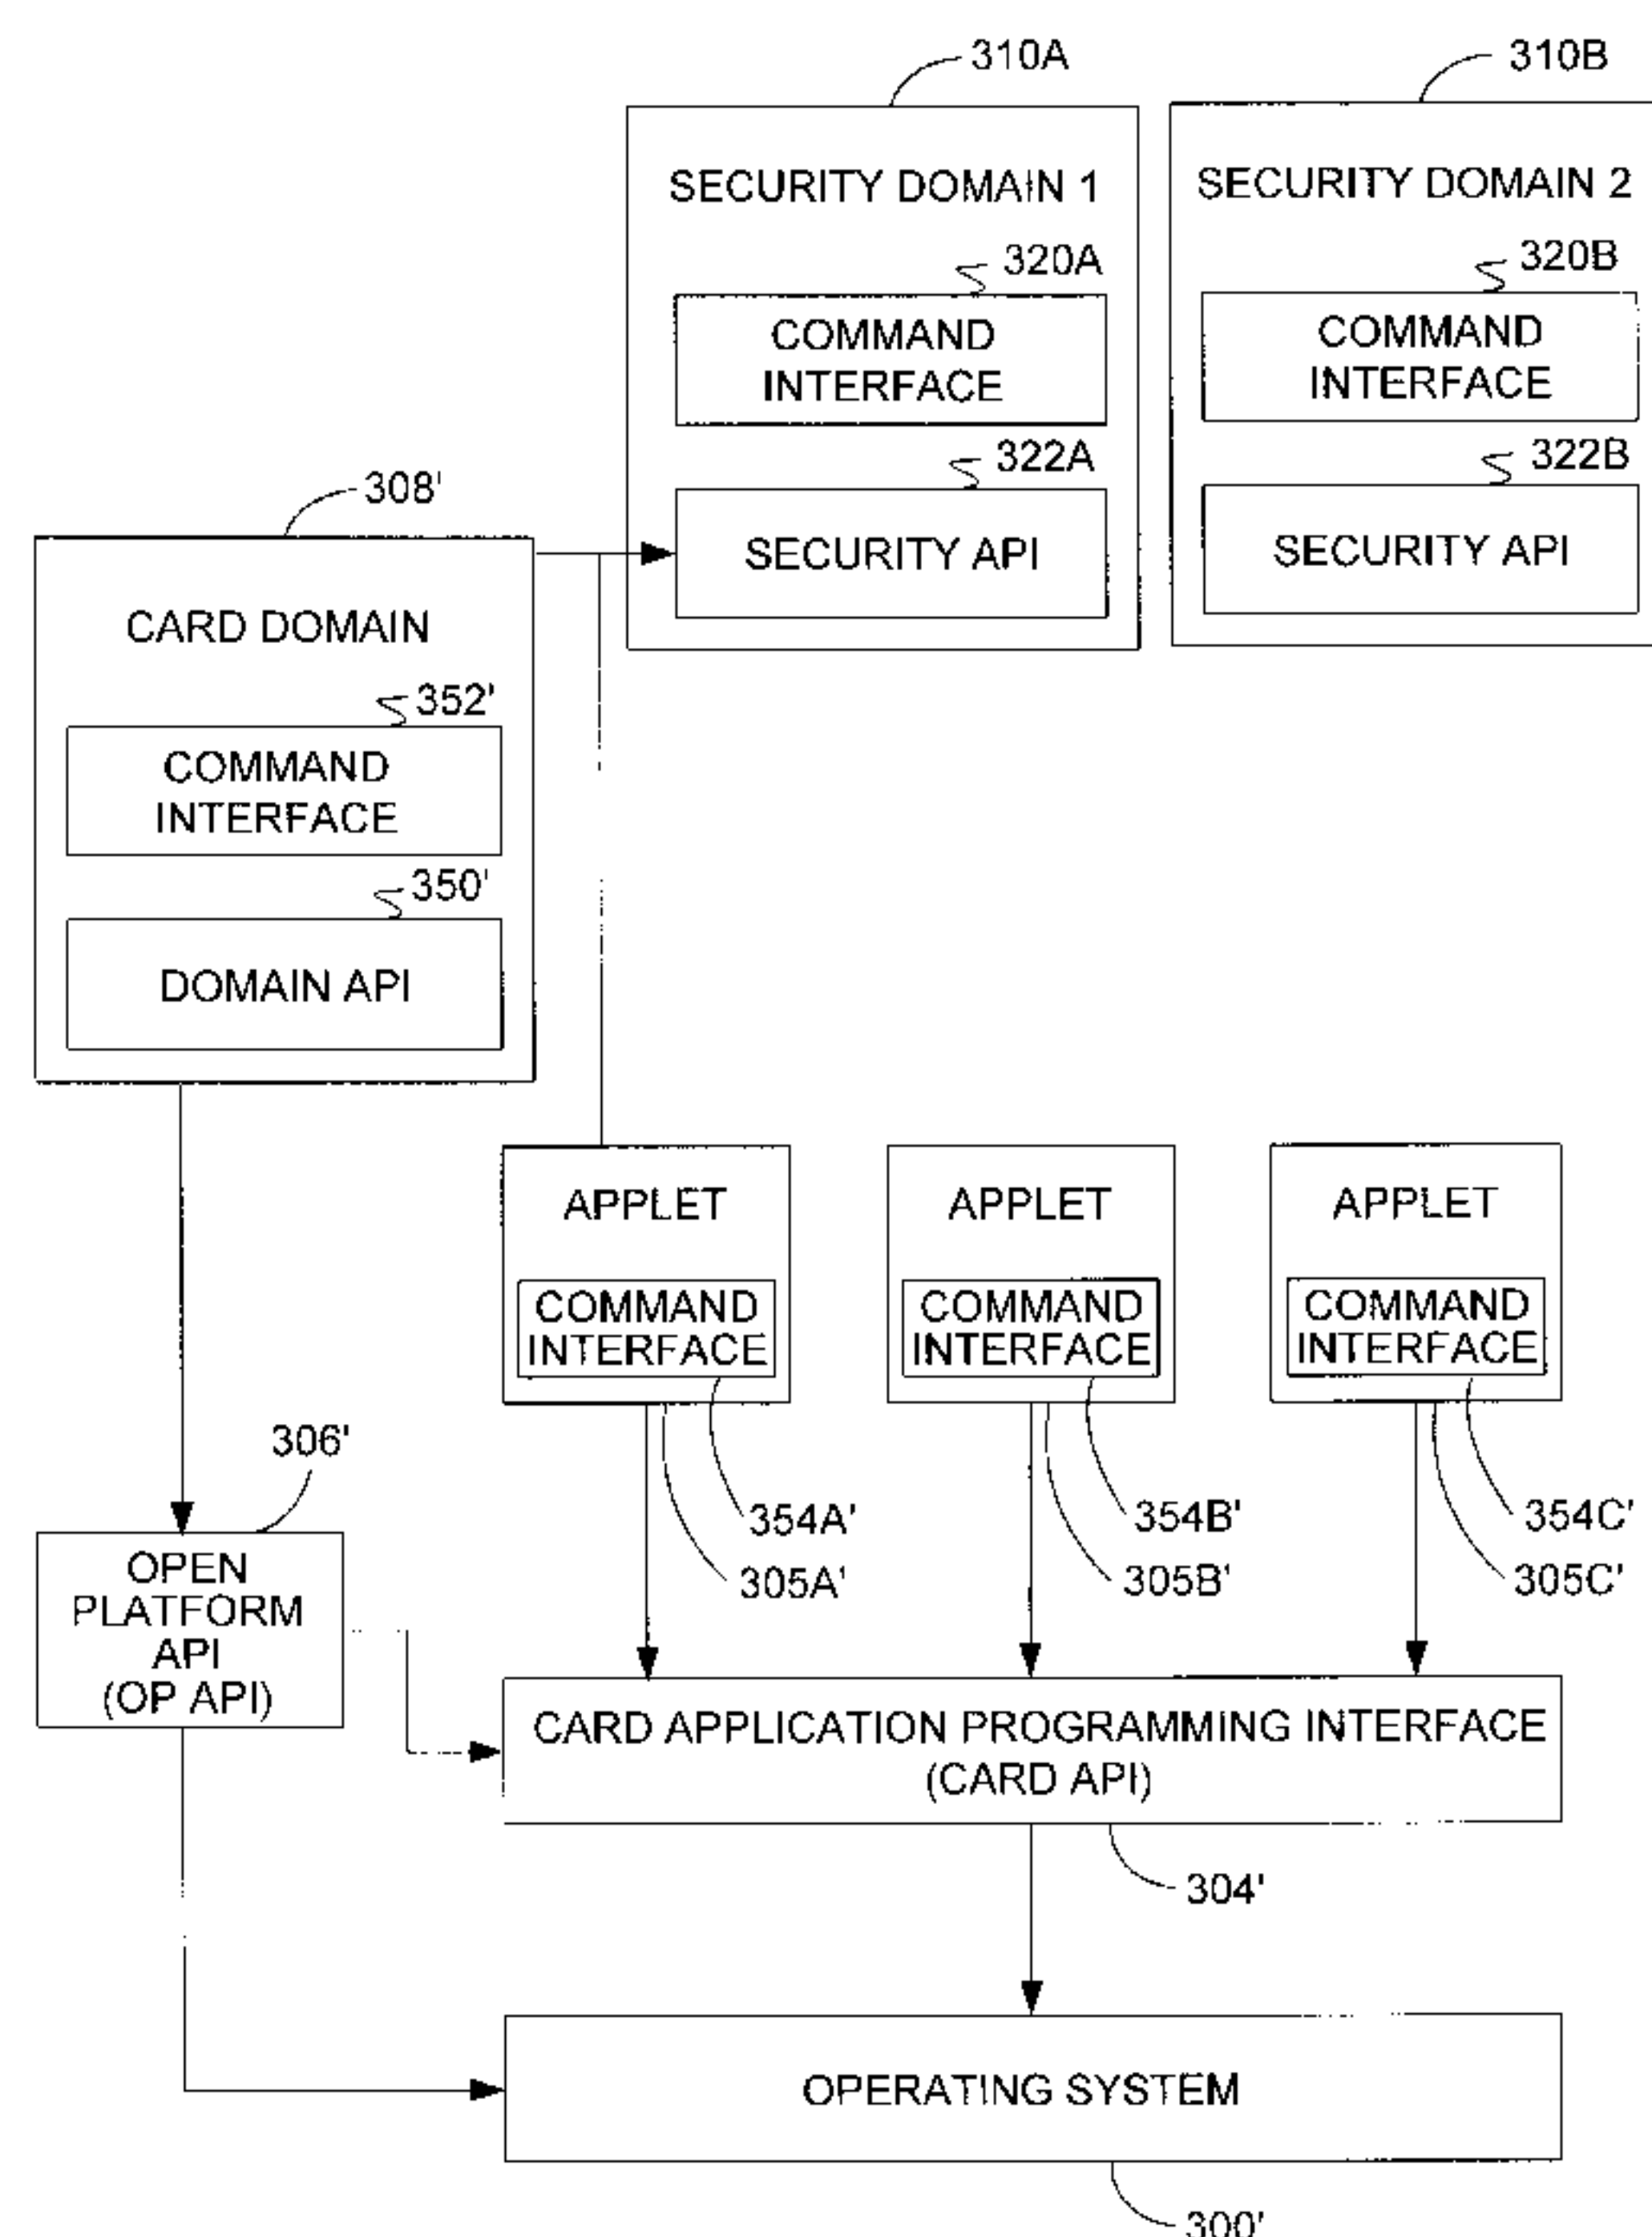 310A
310B
SECURITY DOMAIN 1
SECURITY DOMAIN 2
320A
320B
COMMAND
INTERFACE
COMMAND
INTERFACE
322A
322B
SECURITY API
SECURITY API
308'
CARD DOMAIN
352'
COMMAND
INTERFACE
350'
DOMAIN API
APPLET
APPLET
APPLET
COMMAND
INTERFACE
COMMAND
INTERFACE
COMMAND
INTERFACE
306'
354A'
354B'
354C'
305A'
305B'
305C'
OPEN
PLATFORM
API
(OP API)
CARD APPLICATION PROGRAMMING INTERFACE
(CARD API)
304'
OPERATING SYSTEM
300'